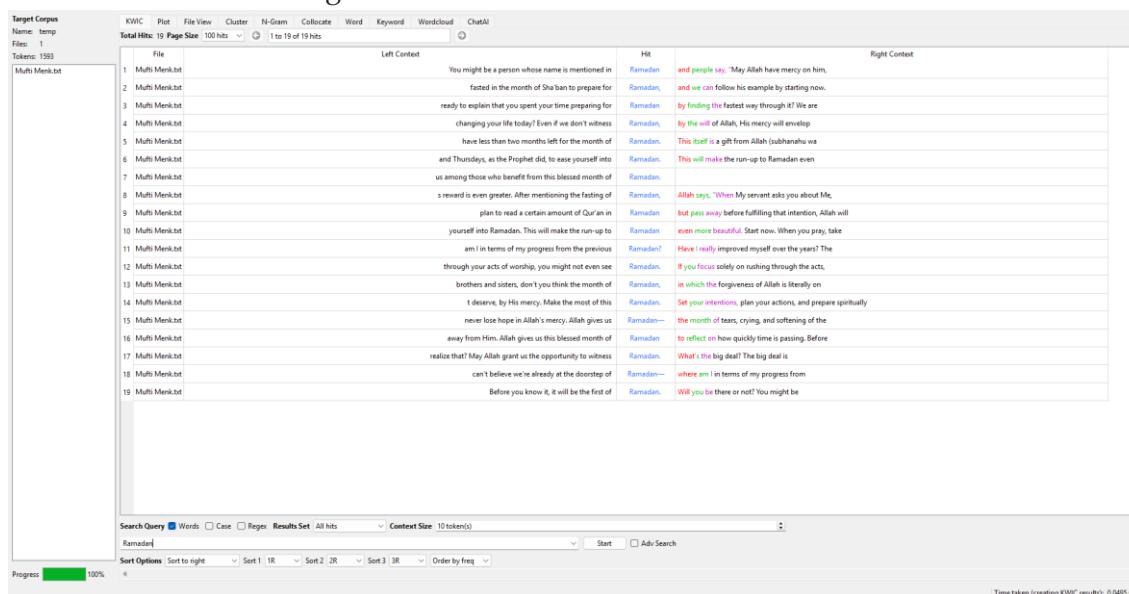 Target Corpus
Name: temp
Files: 1
Tokens: 1593
Mufti Menk.txt
Progress 100%
KWIC Plot File View Cluster N-Gram Collocate Word Keyword Wordcloud ChatAI
Total Hits: 19 Page Size 100 hits 1 to 19 of 19 hits
File Left Context Hit Right Context
1 Mufti Menk.txt You might be a person whose name is mentioned in Ramadan and people say, "May Allah have mercy on him,
2 Mufti Menk.txt fasted in the month of Sha'ban to prepare for Ramadan, and we can follow his example by starting now.
3 Mufti Menk.txt ready to explain that you spent your time preparing for Ramadan by finding the fastest way through it? We are
4 Mufti Menk.txt changing your life today? Even if we don't witness Ramadan, by the will of Allah, His mercy will envelop
5 Mufti Menk.txt have less than two months left for the month of Ramadan. This itself is a gift from Allah (subhanahu wa
6 Mufti Menk.txt and Thursdays, as the Prophet did, to ease yourself into Ramadan. This will make the run-up to Ramadan even
7 Mufti Menk.txt us among those who benefit from this blessed month of Ramadan.
8 Mufti Menk.txt s reward is even greater. After mentioning the fasting of Ramadan, Allah says, "When My servant asks you about Me,
9 Mufti Menk.txt plan to read a certain amount of Qur'an in Ramadan but pass away before fulfilling that intention, Allah will
10 Mufti Menk.txt yourself into Ramadan. This will make the run-up to Ramadan even more beautiful. Start now. When you pray, take
11 Mufti Menk.txt am I in terms of my progress from the previous Ramadan? Have I really improved myself over the years? The
12 Mufti Menk.txt through your acts of worship, you might not even see Ramadan. If you focus solely on rushing through the acts,
13 Mufti Menk.txt brothers and sisters, don't you think the month of Ramadan, in which the forgiveness of Allah is literally on
14 Mufti Menk.txt t deserve, by His mercy. Make the most of this Ramadan. Set your intentions, plan your actions, and prepare spiritually
15 Mufti Menk.txt never lose hope in Allah's mercy. Allah gives us Ramadan— the month of tears, crying, and softening of the
16 Mufti Menk.txt away from Him. Allah gives us this blessed month of Ramadan to reflect on how quickly time is passing. Before
17 Mufti Menk.txt realize that? May Allah grant us the opportunity to witness Ramadan. What's the big deal? The big deal is
18 Mufti Menk.txt can't believe we're already at the doorstep of Ramadan— where am I in terms of my progress from
19 Mufti Menk.txt Before you know it, it will be the first of Ramadan. Will you be there or not? You might be
Search Query Words Case Regex Results Set All hits Context Size 10 token(s)
Ramadan Start Adv Search
Sort Options Sort to right Sort 1 1R Sort 2 2R Sort 3 3R Order by freq
Time taken (creating KWIC results): 0.0495